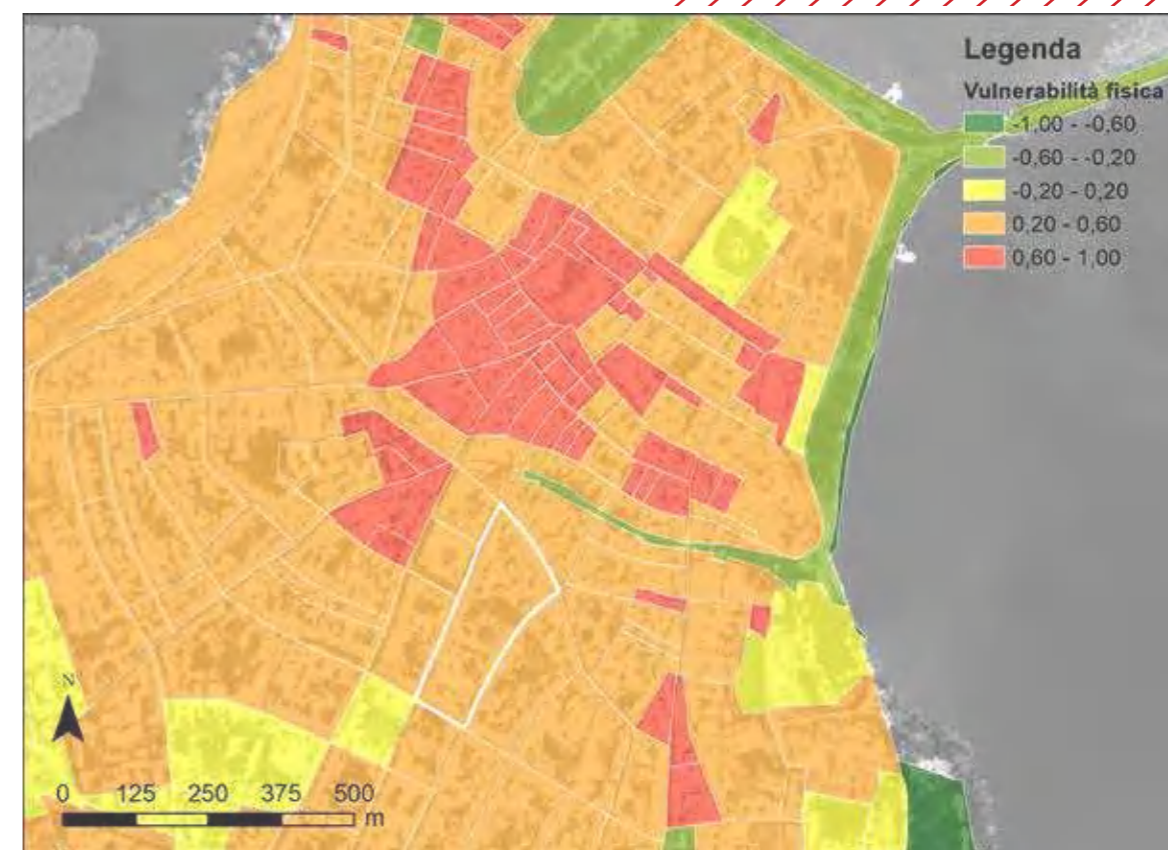 Legenda
Vulnerabilità fisica
-1,00 - -0,60
-0,60 - -0,20
-0,20 - 0,20
0,20 - 0,60
0,60 - 1,00
N
0 125 250 375 500
m